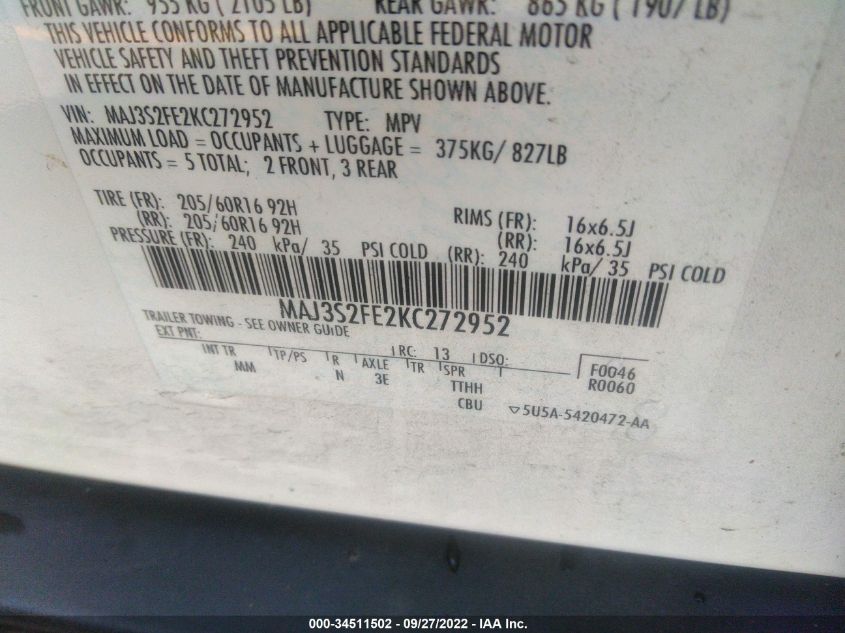 FRONT GAWR: 955 KG ( 2105 LB) REAR GAWR: 865 KG ( 1907 LB)
THIS VEHICLE CONFORMS TO ALL APPLICABLE FEDERAL MOTOR
VEHICLE SAFETY AND THEFT PREVENTION STANDARDS
IN EFFECT ON THE DATE OF MANUFACTURE SHOWN ABOVE.
VIN: MAJ3S2FE2KC272952 TYPE: MPV
MAXIMUM LOAD = OCCUPANTS + LUGGAGE = 375KG/ 827LB
OCCUPANTS = 5 TOTAL; 2 FRONT, 3 REAR
TIRE (FR): 205/60R16 92H RIMS (FR): 16x6.5J
(RR): 205/60R16 92H (RR): 16x6.5J
PRESSURE (FR): 240 kPa/ 35 PSI COLD (RR): 240 kPa/ 35 PSI COLD
MAJ3S2FE2KC272952
TRAILER TOWING - SEE OWNER GUIDE
EXT PNT: RC: 13 DSO: F0046
R0060
INT TR TP/PS R AXLE TR SPR
MM N 3E TTHH
CBU 5U5A-5420472-AA
000-34511502 - 09/27/2022 - IAA Inc.